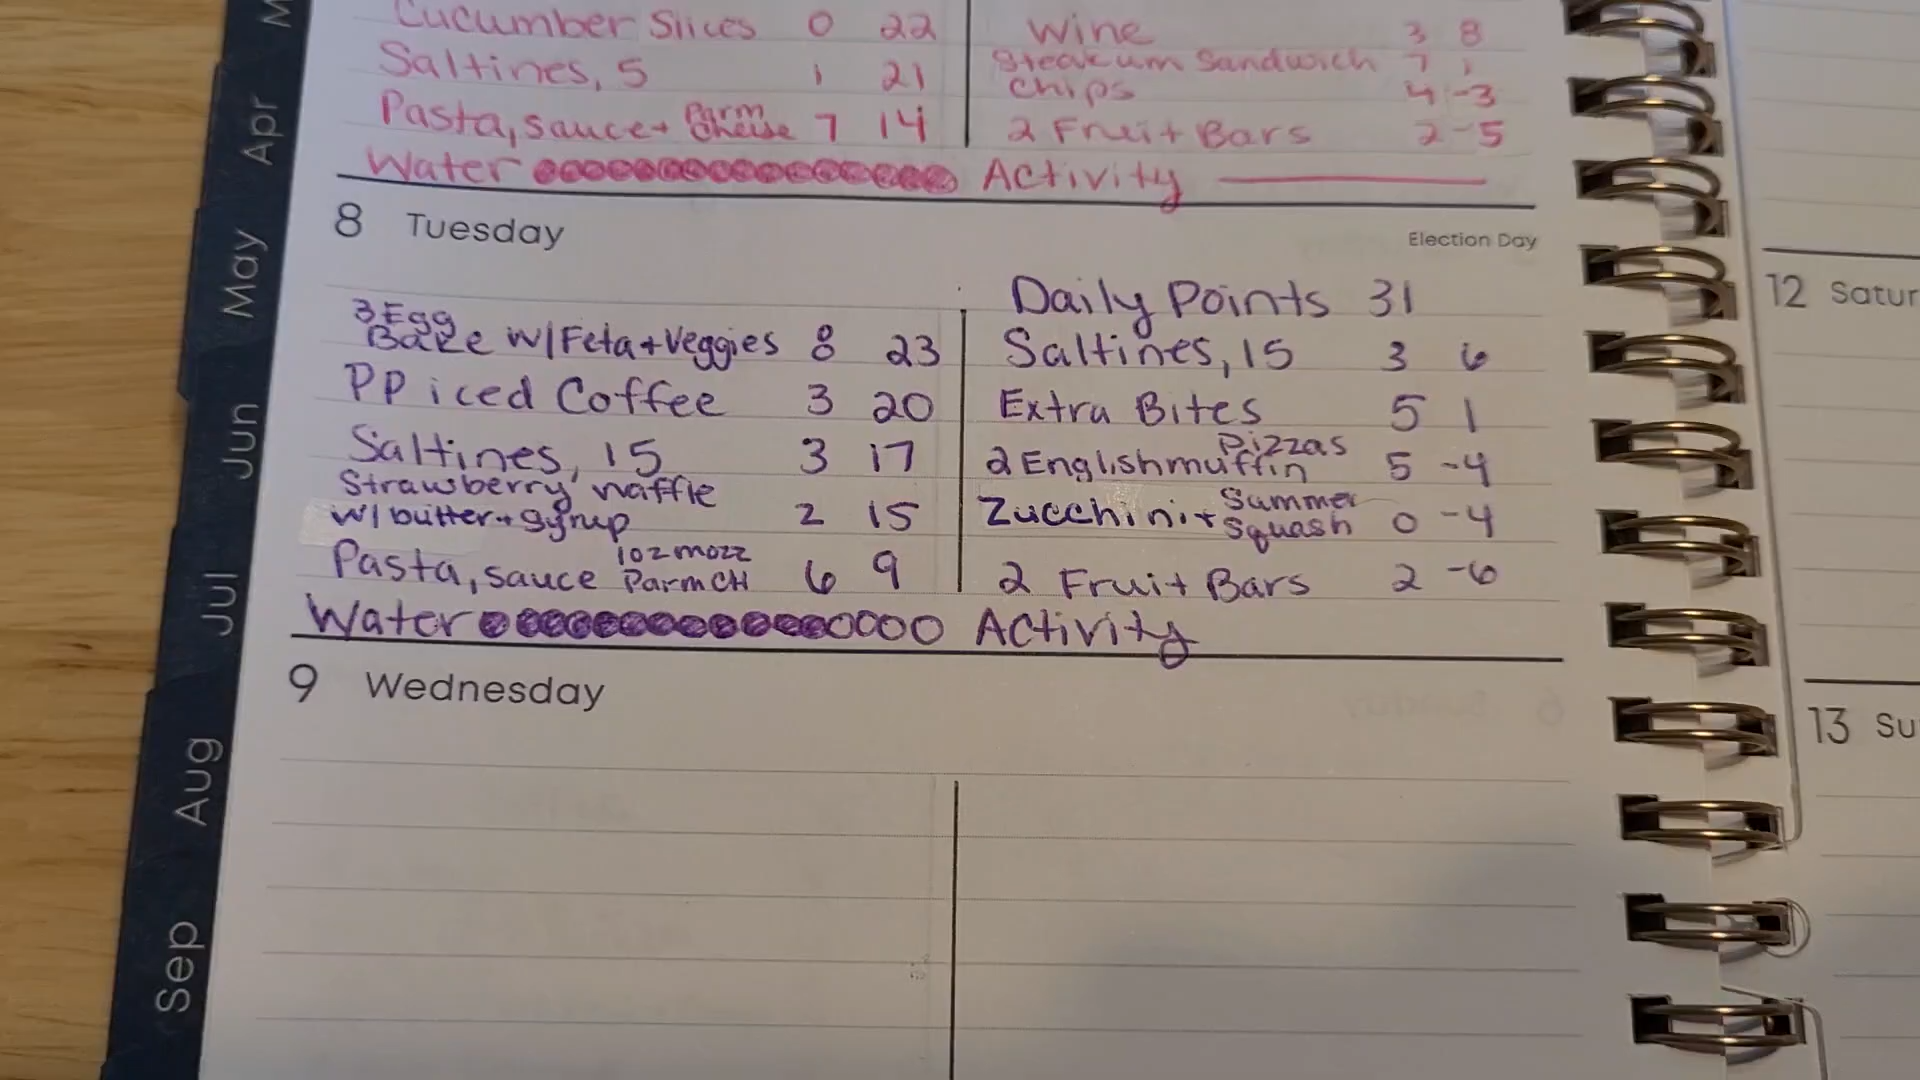 Cucumber Slices 0 22
Saltines, 5 1 21
Pasta, sauce + Parm Cheese 7 14
Wine 3 8
Steakum Sandwich 7 1
Chips 4 -3
2 Fruit Bars 2 -5
Water
Activity
8 Tuesday
Election Day
Daily Points 31
3 Egg
Bake w/Feta + Veggies 8 23
PP iced Coffee 3 20
Saltines, 15 3 17
Strawberry waffle
w/ butter + syrup 2 15
Pasta, sauce 1oz mozz
Parm CH 6 9
Saltines, 15 3 6
Extra Bites 5 1
2 English muffin Pizzas 5 -4
Zucchini + Summer
Squash 0 -4
2 Fruit Bars 2 -6
Water
Activity
9 Wednesday
12 Satur
13 Su
Apr
May
Jun
Jul
Aug
Sep